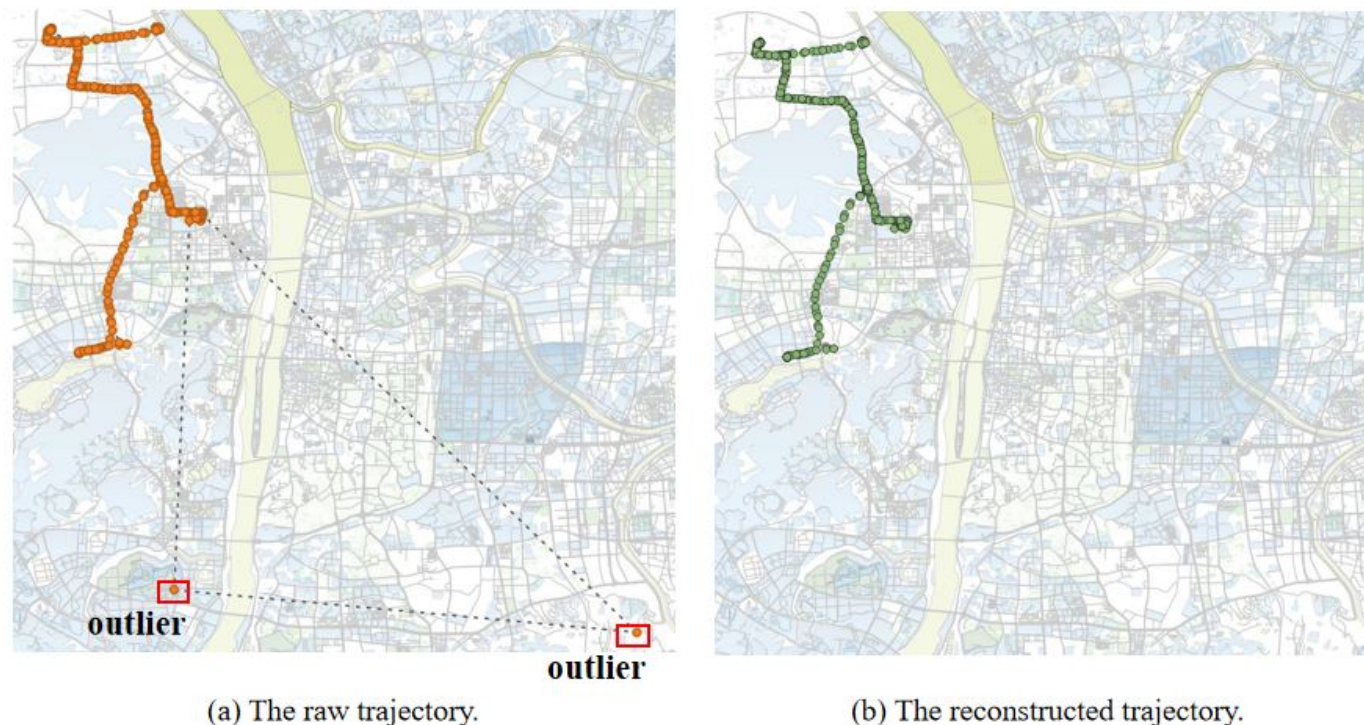 outlier
outlier
(a) The raw trajectory.
(b) The reconstructed trajectory.